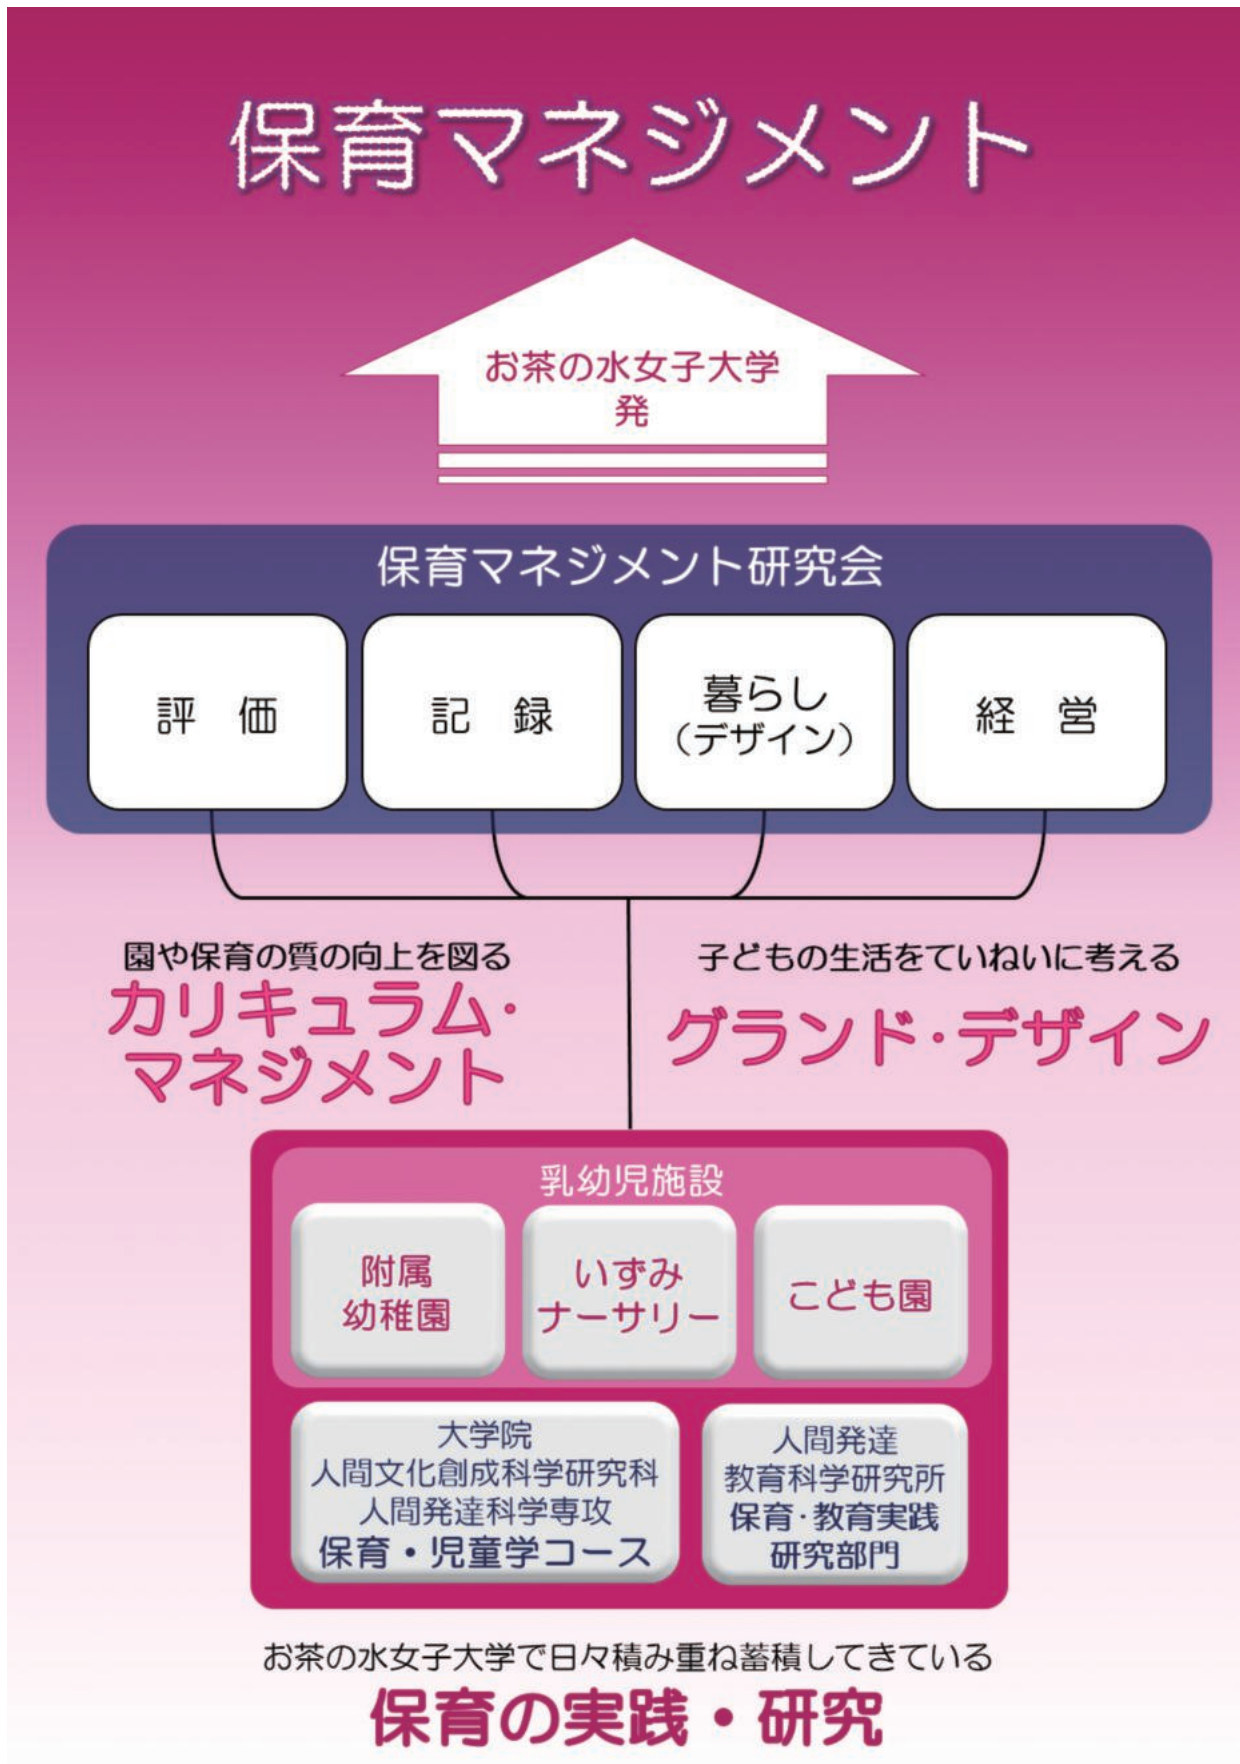 保育マネジメント
お茶の水女子大学
発
保育マネジメント研究会
評　価
記　録
暮らし
（デザイン）
経　営
園や保育の質の向上を図る
カリキュラム・
マネジメント
子どもの生活をていねいに考える
グランド・デザイン
乳幼児施設
附属
幼稚園
いずみ
ナーサリー
こども園
大学院
人間文化創成科学研究科
人間発達科学専攻
保育・児童学コース
人間発達
教育科学研究所
保育・教育実践
研究部門
お茶の水女子大学で日々積み重ね蓄積してきている
保育の実践・研究